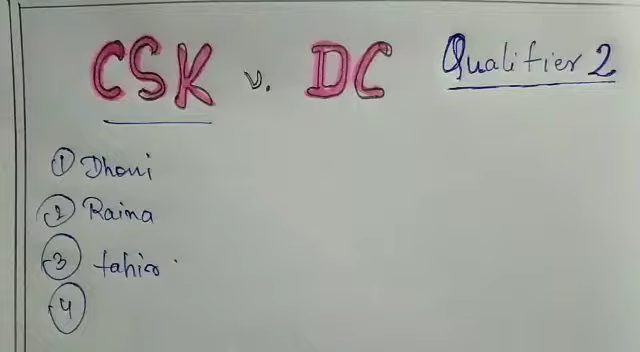 CSK v. DC Qualifier 2
① Dhoni
② Raina
③ tahir
④